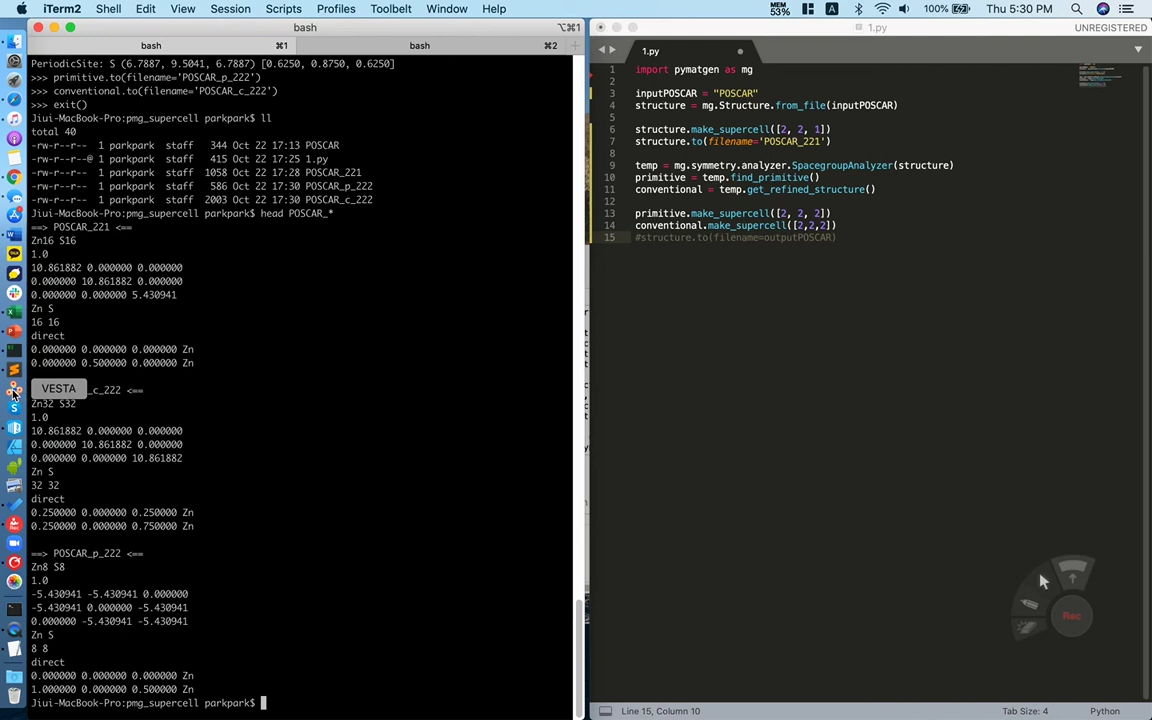 iTerm2 Shell Edit View Session Scripts Profiles Toolbelt Window Help MEM 53% A 100% Thu 5:30 PM
bash ⌥⌘1
bash ⌘1 bash ⌘2
PeriodicSite: S (6.7887, 9.5041, 6.7887) [0.6250, 0.8750, 0.6250]
>>> primitive.to(filename='POSCAR_p_222')
>>> conventional.to(filename='POSCAR_c_222')
>>> exit()
Jiui-MacBook-Pro:pmg_supercell parkpark$ ll
total 40
-rw-r--r-- 1 parkpark staff 344 Oct 22 17:13 POSCAR
-rw-r--r--@ 1 parkpark staff 415 Oct 22 17:25 1.py
-rw-r--r-- 1 parkpark staff 1058 Oct 22 17:28 POSCAR_221
-rw-r--r-- 1 parkpark staff 586 Oct 22 17:30 POSCAR_p_222
-rw-r--r-- 1 parkpark staff 2003 Oct 22 17:30 POSCAR_c_222
Jiui-MacBook-Pro:pmg_supercell parkpark$ head POSCAR_*
==> POSCAR_221 <==
Zn16 S16
1.0
10.861882 0.000000 0.000000
0.000000 10.861882 0.000000
0.000000 0.000000 5.430941
Zn S
16 16
direct
0.000000 0.000000 0.000000 Zn
0.000000 0.500000 0.000000 Zn
VESTA _c_222 <==
Zn32 S32
1.0
10.861882 0.000000 0.000000
0.000000 10.861882 0.000000
0.000000 0.000000 10.861882
Zn S
32 32
direct
0.250000 0.000000 0.250000 Zn
0.250000 0.000000 0.750000 Zn
==> POSCAR_p_222 <==
Zn8 S8
1.0
-5.430941 -5.430941 0.000000
-5.430941 0.000000 -5.430941
0.000000 -5.430941 -5.430941
Zn S
8 8
direct
0.000000 0.000000 0.000000 Zn
1.000000 0.000000 0.500000 Zn
Jiui-MacBook-Pro:pmg_supercell parkpark$
1.py UNREGISTERED
1.py
1 import pymatgen as mg
2
3 inputPOSCAR = "POSCAR"
4 structure = mg.Structure.from_file(inputPOSCAR)
5
6 structure.make_supercell([2, 2, 1])
7 structure.to(filename='POSCAR_221')
8
9 temp = mg.symmetry.analyzer.SpacegroupAnalyzer(structure)
10 primitive = temp.find_primitive()
11 conventional = temp.get_refined_structure()
12
13 primitive.make_supercell([2, 2, 2])
14 conventional.make_supercell([2,2,2])
15 #structure.to(filename=outputPOSCAR)
Rec
Line 15, Column 10 Tab Size: 4 Python